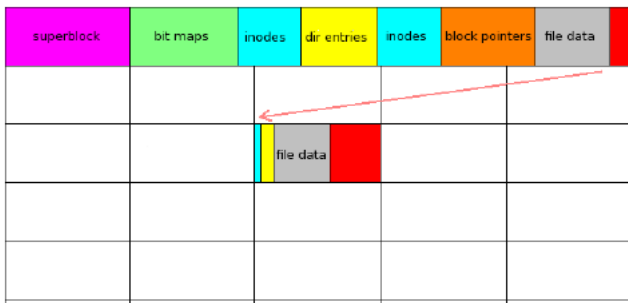 superblock bit maps inodes dir entries inodes block pointers file data
file data